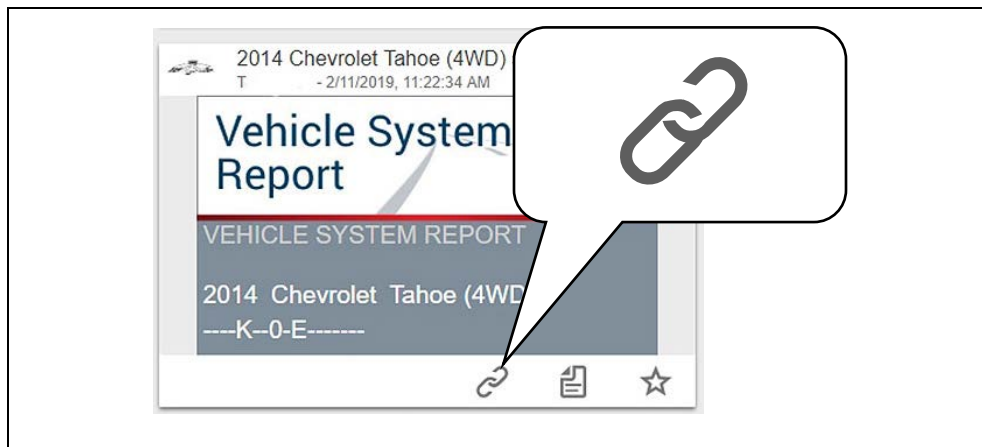 2014 Chevrolet Tahoe (4WD)
T - 2/11/2019, 11:22:34 AM
Vehicle System
Report
VEHICLE SYSTEM REPORT
2014 Chevrolet Tahoe (4WD
----K--0-E-------